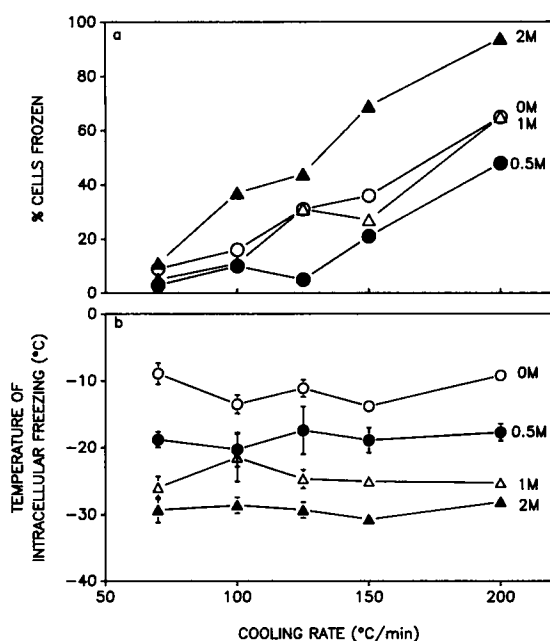 100
80
60
40
20
0
% CELLS FROZEN
a
2M
0M
1M
0.5M
0
−10
−20
−30
−40
TEMPERATURE OF
INTRACELLULAR FREEZING (°C)
b
0M
0.5M
1M
2M
50
100
150
200
COOLING RATE (°C/min)